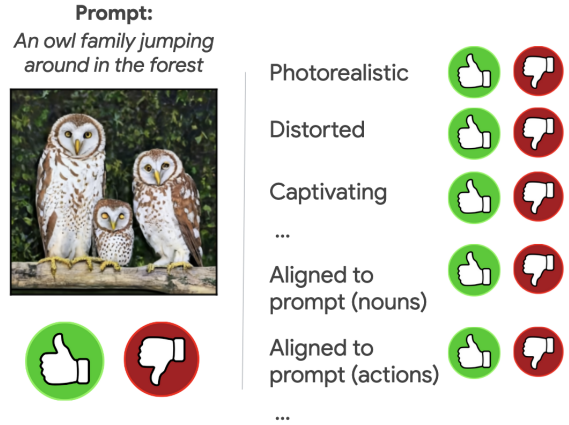 Prompt:
An owl family jumping
around in the forest
Photorealistic
Distorted
Captivating
...
Aligned to
prompt (nouns)
Aligned to
prompt (actions)
...